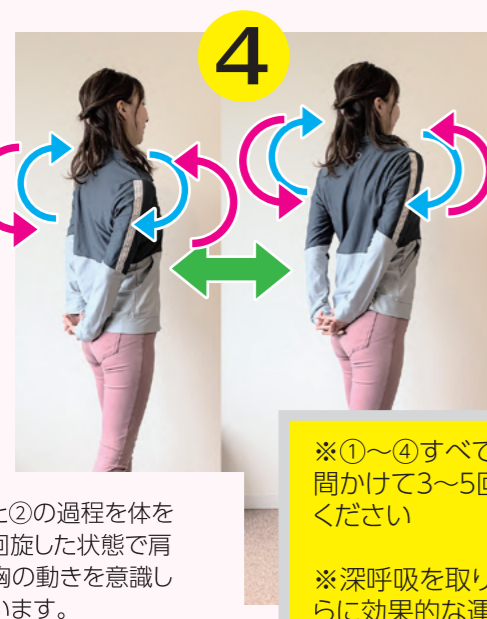 4
と②の過程を体を
回旋した状態で肩
胸の動きを意識し
います。
※①〜④すべて
間かけて3〜5回
ください
※深呼吸を取り
らに効果的な運